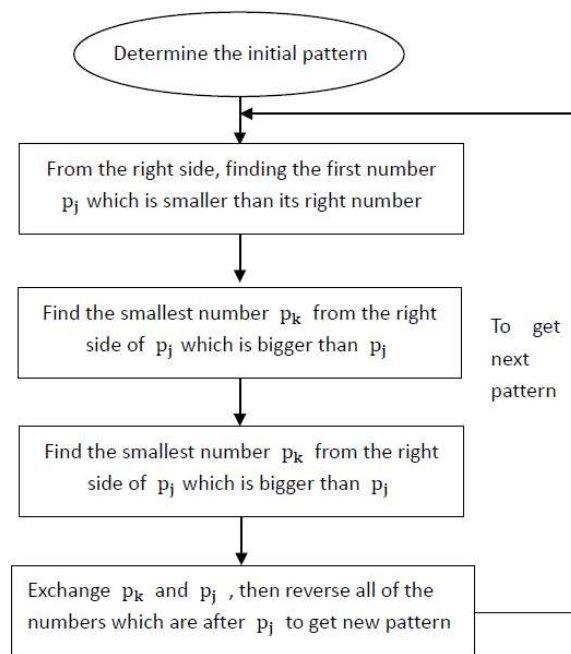 Determine the initial pattern
From the right side, finding the first number
pj which is smaller than its right number
Find the smallest number pk from the right
side of pj which is bigger than pj
To get
next
pattern
Find the smallest number pk from the right
side of pj which is bigger than pj
Exchange pk and pj , then reverse all of the
numbers which are after pj to get new pattern